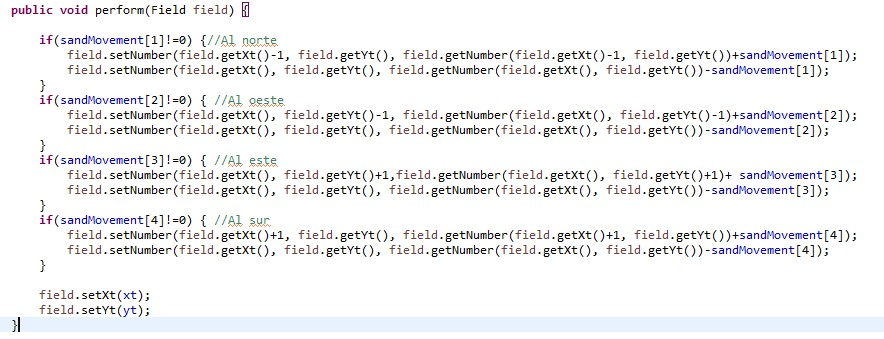 public void perform(Field field) {
if(sandMovement[1]!=0) {//Al norte
field.setNumber(field.getXt()-1, field.getYt(), field.getNumber(field.getXt()-1, field.getYt())+sandMovement[1]);
field.setNumber(field.getXt(), field.getYt(), field.getNumber(field.getXt(), field.getYt())-sandMovement[1]);
}
if(sandMovement[2]!=0) { //Al oeste
field.setNumber(field.getXt(), field.getYt()-1, field.getNumber(field.getXt(), field.getYt()-1)+sandMovement[2]);
field.setNumber(field.getXt(), field.getYt(), field.getNumber(field.getXt(), field.getYt())-sandMovement[2]);
}
if(sandMovement[3]!=0) { //Al este
field.setNumber(field.getXt(), field.getYt()+1,field.getNumber(field.getXt(), field.getYt()+1)+ sandMovement[3]);
field.setNumber(field.getXt(), field.getYt(), field.getNumber(field.getXt(), field.getYt())-sandMovement[3]);
}
if(sandMovement[4]!=0) { //Al sur
field.setNumber(field.getXt()+1, field.getYt(), field.getNumber(field.getXt()+1, field.getYt())+sandMovement[4]);
field.setNumber(field.getXt(), field.getYt(), field.getNumber(field.getXt(), field.getYt())-sandMovement[4]);
}
field.setXt(xt);
field.setYt(yt);
}